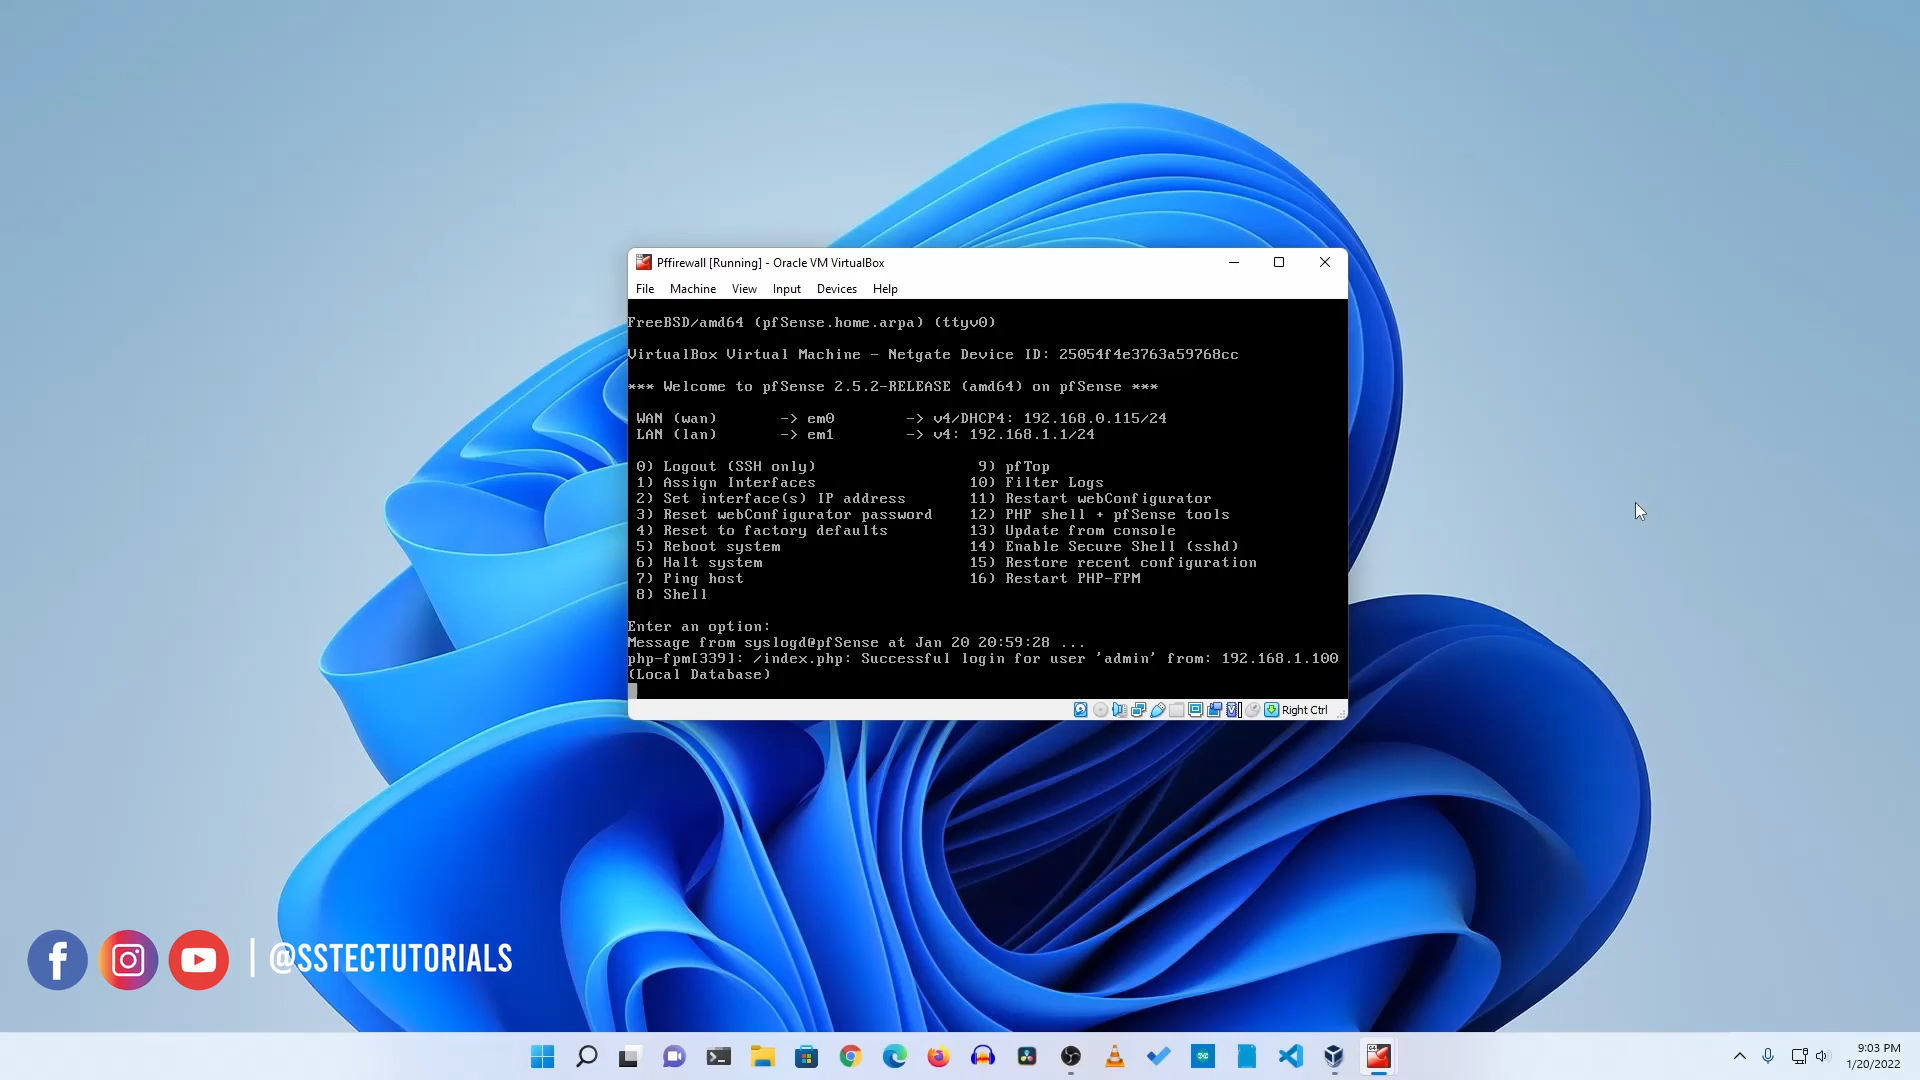 Pffirewall [Running] - Oracle VM VirtualBox
File Machine View Input Devices Help
FreeBSD/amd64 (pfSense.home.arpa) (ttyv0)
VirtualBox Virtual Machine - Netgate Device ID: 25054f4e3763a59768cc
*** Welcome to pfSense 2.5.2-RELEASE (amd64) on pfSense ***
WAN (wan) -> em0 -> v4/DHCP4: 192.168.0.115/24
LAN (lan) -> em1 -> v4: 192.168.1.1/24
0) Logout (SSH only) 9) pfTop
1) Assign Interfaces 10) Filter Logs
2) Set interface(s) IP address 11) Restart webConfigurator
3) Reset webConfigurator password 12) PHP shell + pfSense tools
4) Reset to factory defaults 13) Update from console
5) Reboot system 14) Enable Secure Shell (sshd)
6) Halt system 15) Restore recent configuration
7) Ping host 16) Restart PHP-FPM
8) Shell
Enter an option:
Message from syslogd@pfSense at Jan 20 20:59:28 ...
php-fpm[339]: /index.php: Successful login for user 'admin' from: 192.168.1.100
(Local Database)
Right Ctrl
| @SSTECTUTORIALS
9:03 PM
1/20/2022